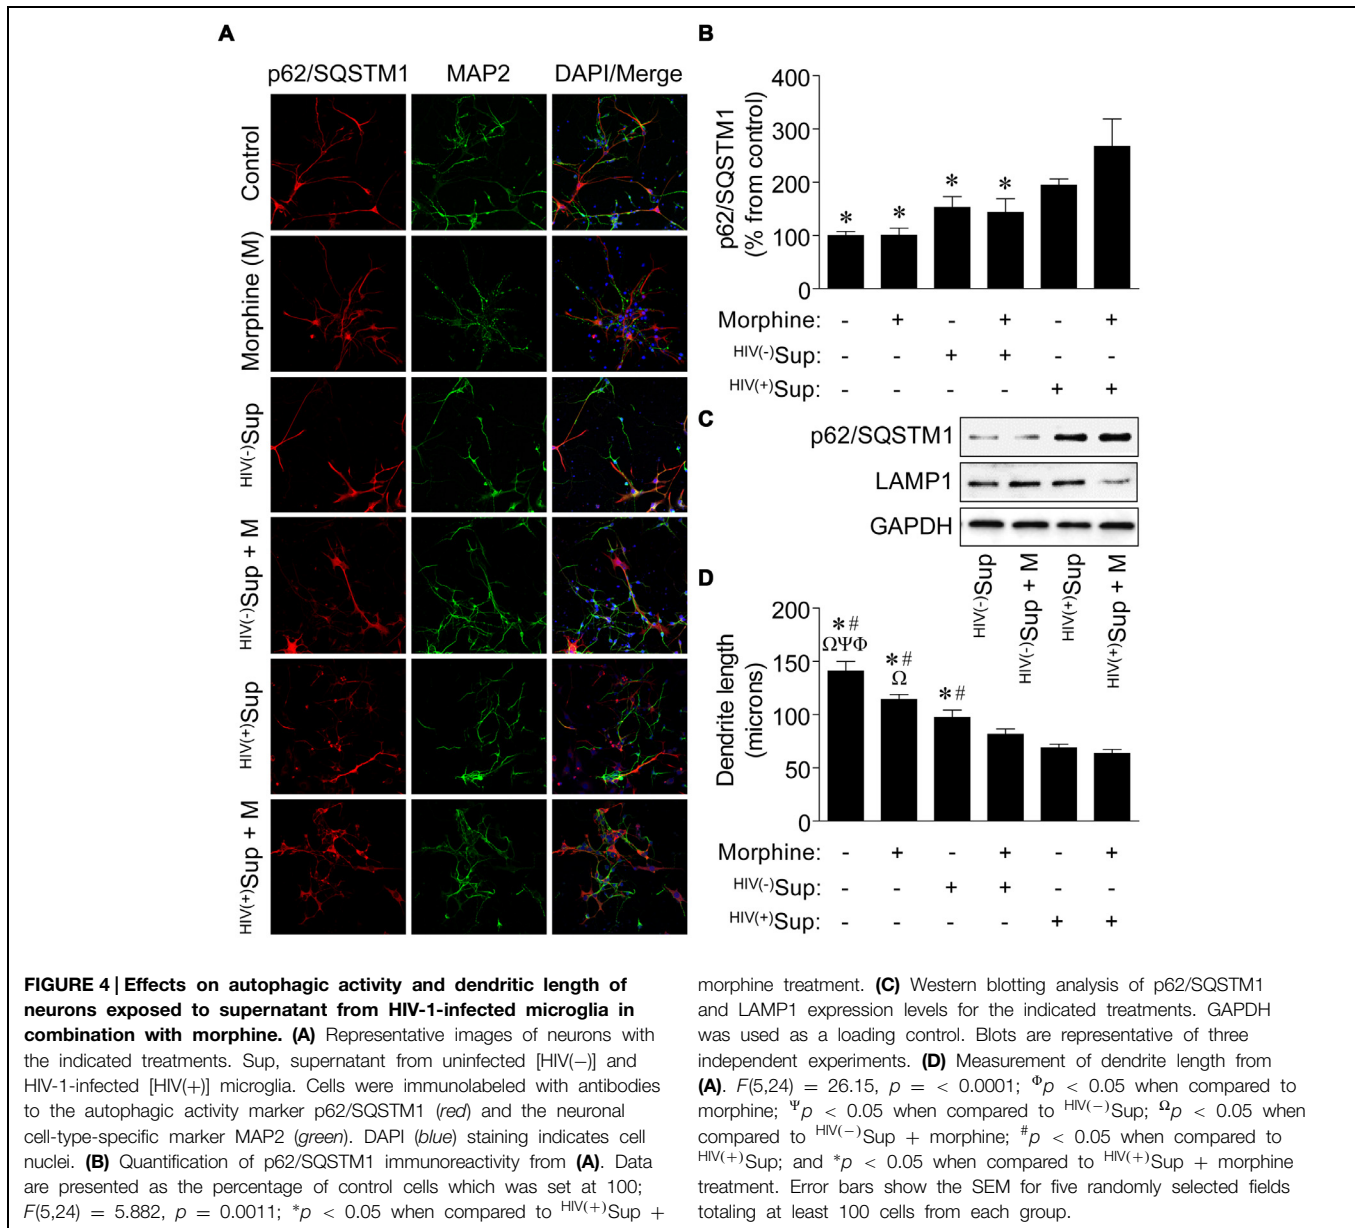 A
p62/SQSTM1 MAP2 DAPI/Merge
Control
Morphine (M)
HIV(-)Sup
HIV(-)Sup + M
HIV(+)Sup
HIV(+)Sup + M
B
p62/SQSTM1
(% from control)
400
300
200
100
0
* * * *
Morphine: - + - + - +
HIV(-)Sup: - - + + - -
HIV(+)Sup: - - - - + +
C
p62/SQSTM1
LAMP1
GAPDH
HIV(-)Sup
HIV(-)Sup + M
HIV(+)Sup
HIV(+)Sup + M
D
Dendrite length
(microns)
200
150
100
50
0
*#
ΩΨΦ
*#
Ω
*#
Morphine: - + - + - +
HIV(-)Sup: - - + + - -
HIV(+)Sup: - - - - + +
FIGURE 4 | Effects on autophagic activity and dendritic length of
neurons exposed to supernatant from HIV-1-infected microglia in
combination with morphine. (A) Representative images of neurons with
the indicated treatments. Sup, supernatant from uninfected [HIV(−)] and
HIV-1-infected [HIV(+)] microglia. Cells were immunolabeled with antibodies
to the autophagic activity marker p62/SQSTM1 (red) and the neuronal
cell-type-specific marker MAP2 (green). DAPI (blue) staining indicates cell
nuclei. (B) Quantification of p62/SQSTM1 immunoreactivity from (A). Data
are presented as the percentage of control cells which was set at 100;
F(5,24) = 5.882, p = 0.0011; *p < 0.05 when compared to HIV(+)Sup +
morphine treatment. (C) Western blotting analysis of p62/SQSTM1
and LAMP1 expression levels for the indicated treatments. GAPDH
was used as a loading control. Blots are representative of three
independent experiments. (D) Measurement of dendrite length from
(A). F(5,24) = 26.15, p = < 0.0001; Φp < 0.05 when compared to
morphine; Ψp < 0.05 when compared to HIV(−)Sup; Ωp < 0.05 when
compared to HIV(−)Sup + morphine; #p < 0.05 when compared to
HIV(+)Sup; and *p < 0.05 when compared to HIV(+)Sup + morphine
treatment. Error bars show the SEM for five randomly selected fields
totaling at least 100 cells from each group.